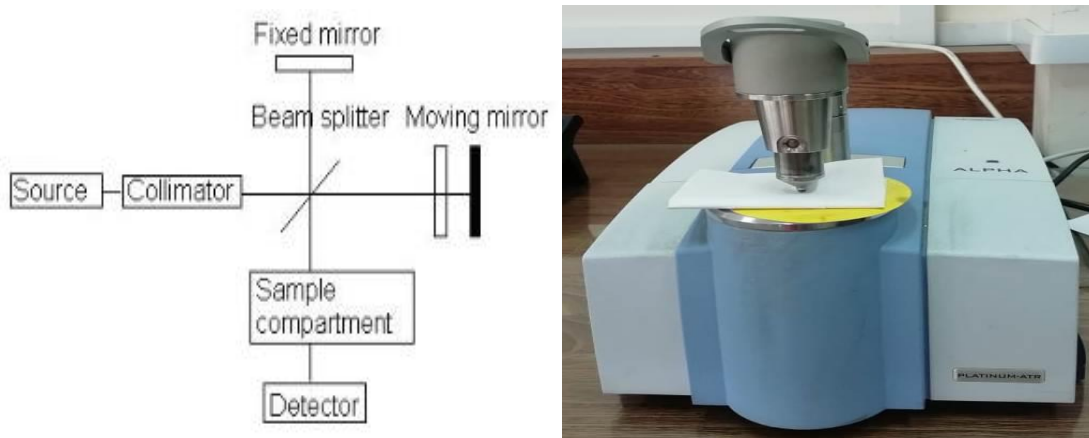 Fixed mirror
Beam splitter
Moving mirror
Source
Collimator
Sample
compartment
Detector
ALPHA
PLATINUM-ATR